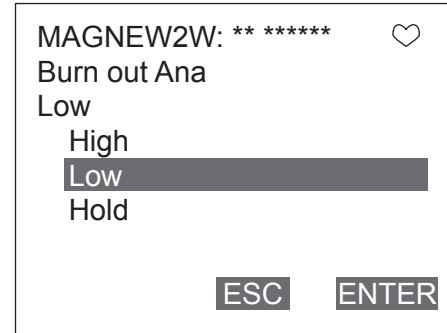 MAGNEW2W: ** ******
Burn out Ana
Low
High
Low
Hold
ESC ENTER